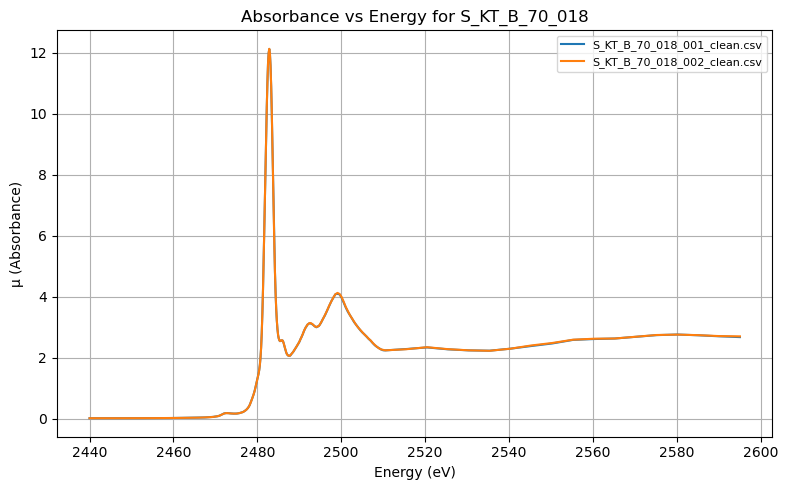 Absorbance vs Energy for S_KT_B_70_018
S_KT_B_70_018_001_clean.csv
S_KT_B_70_018_002_clean.csv
12
10
8
6
4
2
0
μ (Absorbance)
2440 2460 2480 2500 2520 2540 2560 2580 2600
Energy (eV)